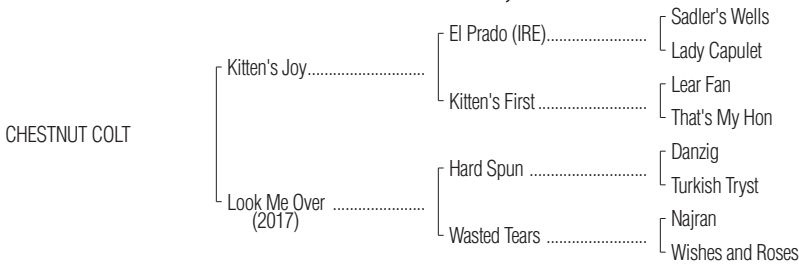 Sadler's Wells
El Prado (IRE)..........................
Lady Capulet
Kitten's Joy..............................
Lear Fan
Kitten's First ............................
That's My Hon
CHESTNUT COLT
Danzig
Hard Spun ..............................
Turkish Tryst
Look Me Over ........................
(2017)
Najran
Wasted Tears ..........................
Wishes and Roses